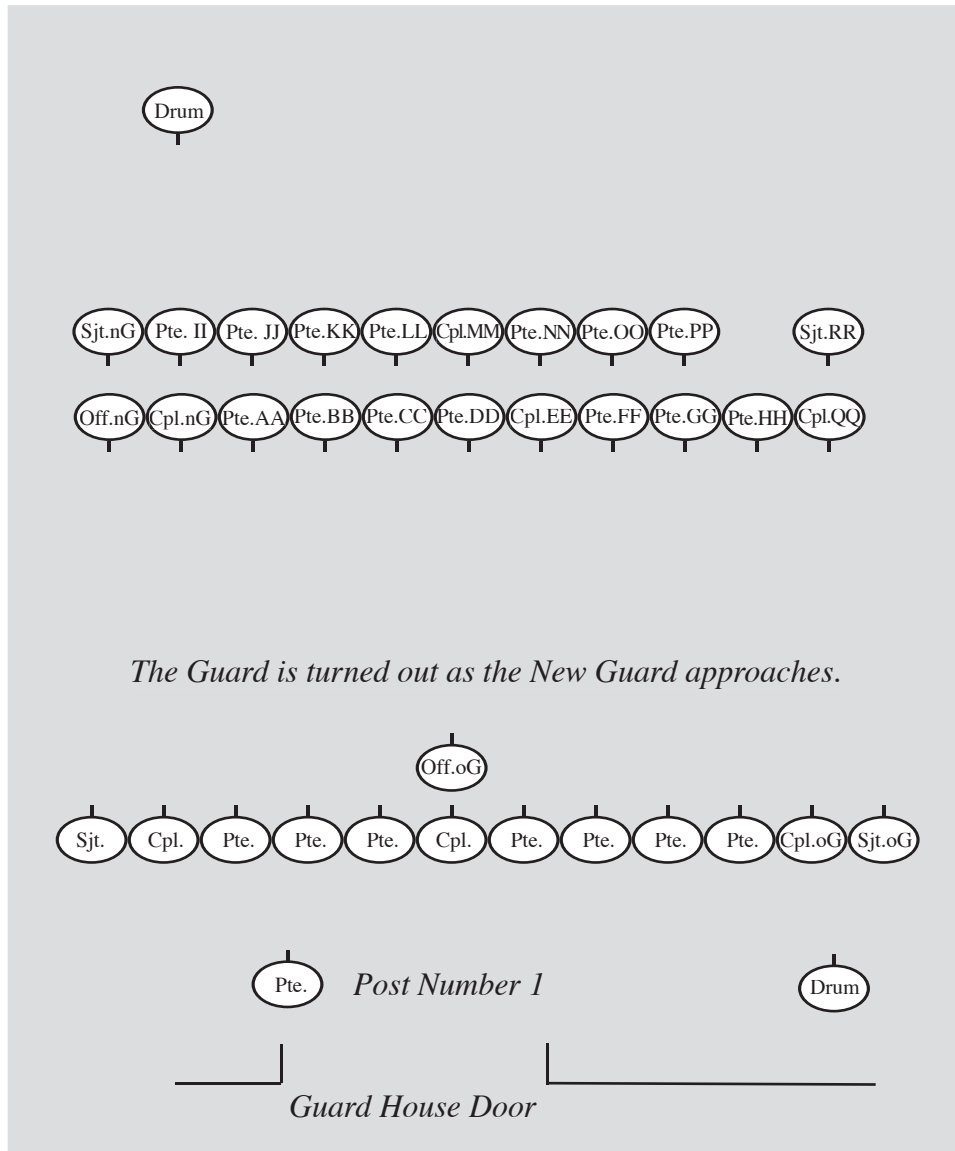 Drum
Sjt.nG Pte. II Pte. JJ Pte.KK Pte.LL Cpl.MM Pte.NN Pte.OO Pte.PP Sjt.RR
Off.nG Cpl.nG Pte.AA Pte.BB Pte.CC Pte.DD Cpl.EE Pte.FF Pte.GG Pte.HH Cpl.QQ
The Guard is turned out as the New Guard approaches.
Off.oG
Sjt. Cpl. Pte. Pte. Pte. Cpl. Pte. Pte. Pte. Pte. Cpl.oG Sjt.oG
Pte. Post Number 1 Drum
Guard House Door